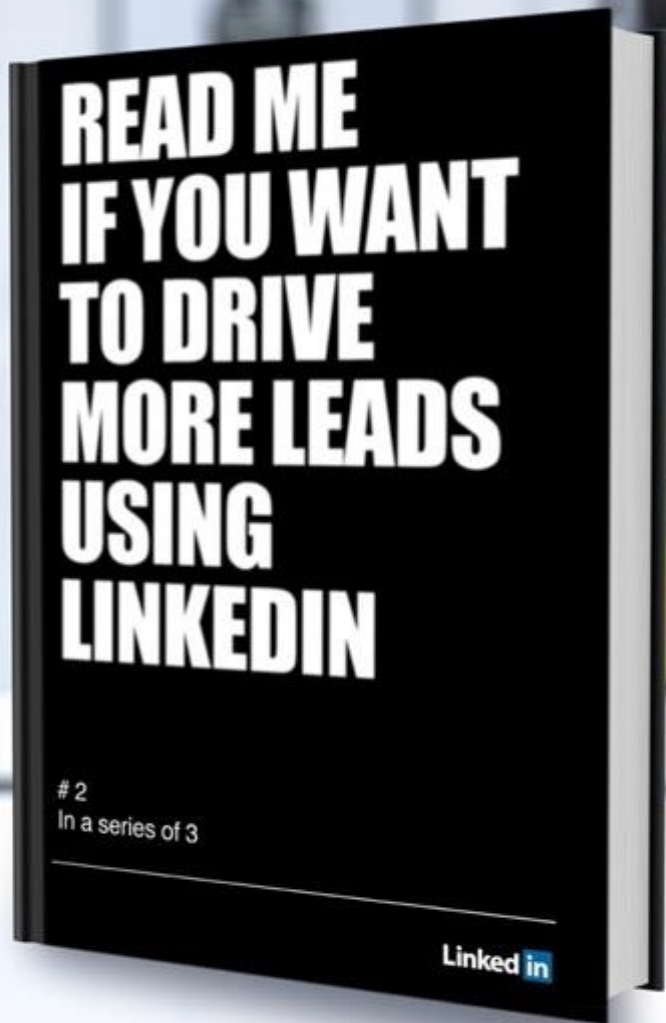 READ ME
IF YOU WANT
TO DRIVE
MORE LEADS
USING
LINKEDIN
# 2
In a series of 3
Linked in